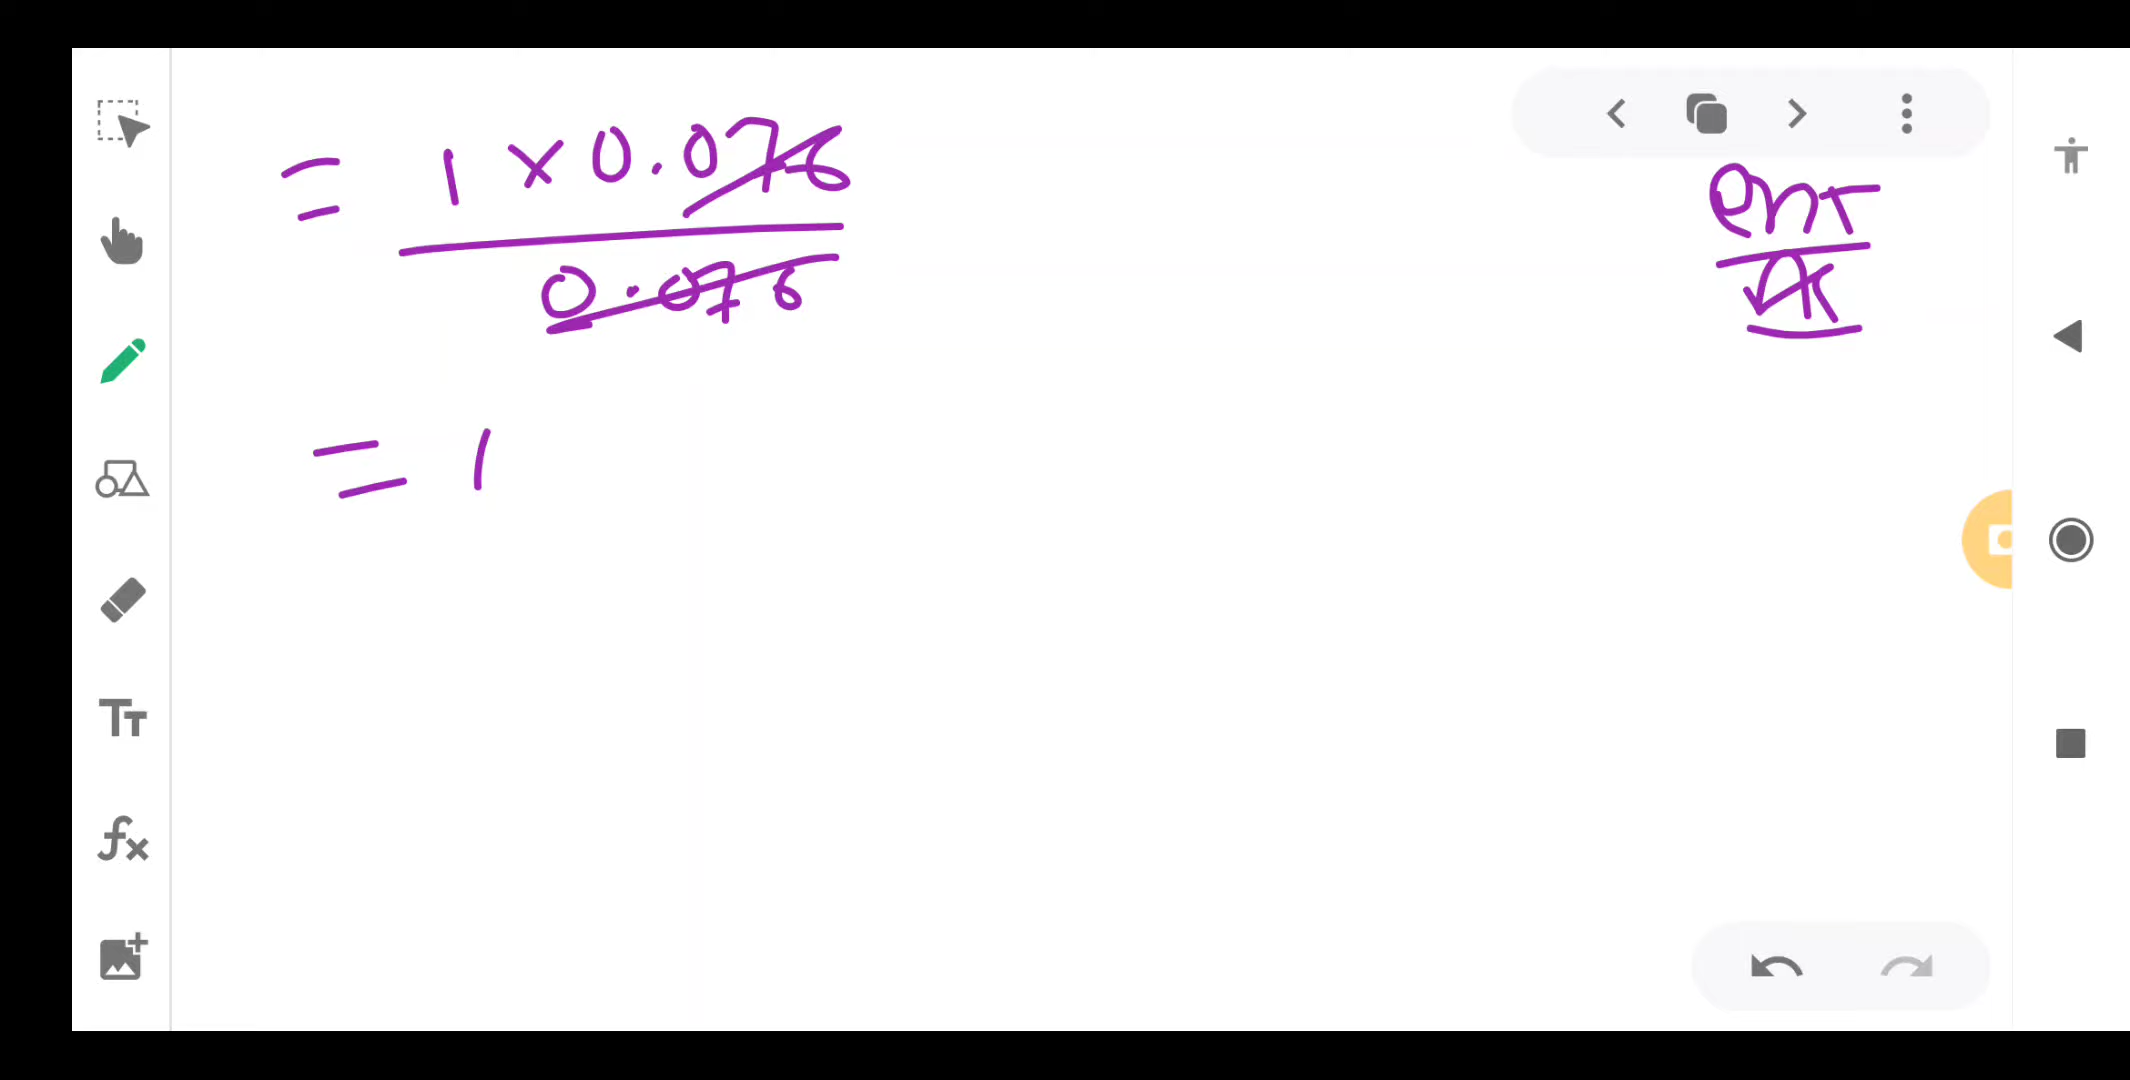 = 1 × 0.076
0.076
= 1